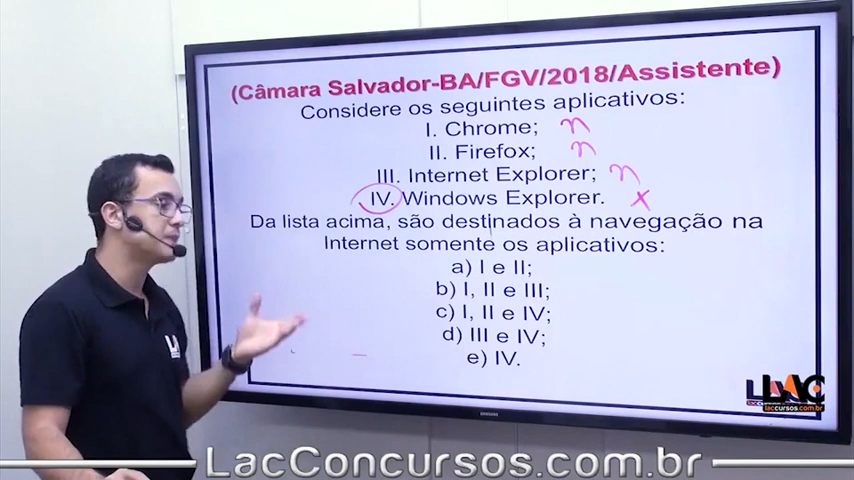 (Câmara Salvador-BA/FGV/2018/Assistente)
Considere os seguintes aplicativos:
I. Chrome; n
II. Firefox; n
III. Internet Explorer; n
IV. Windows Explorer. x
Da lista acima, são destinados à navegação na
Internet somente os aplicativos:
a) I e II;
b) I, II e III;
c) I, II e IV;
d) III e IV;
e) IV.
LAC
laccursos.com.br
SAMSUNG
LacConcursos.com.br